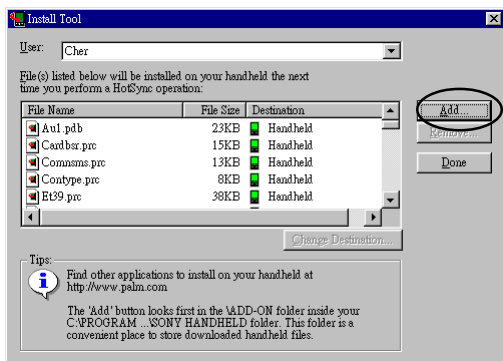 Install Tool
User: Cher
File(s) listed below will be installed on your handheld the next
time you perform a HotSync operation:
File Name File Size Destination
Au1.pdb 23KB Handheld
Cardbsr.prc 15KB Handheld
Comnsms.prc 13KB Handheld
Contype.prc 8KB Handheld
Et39.prc 38KB Handheld
Add...
Remove...
Done
Change Destination...
Tips:
Find other applications to install on your handheld at
http://www.palm.com
The 'Add' button looks first in the \ADD-ON folder inside your
C:\PROGRAM ...\SONY HANDHELD folder. This folder is a
convenient place to store downloaded handheld files.